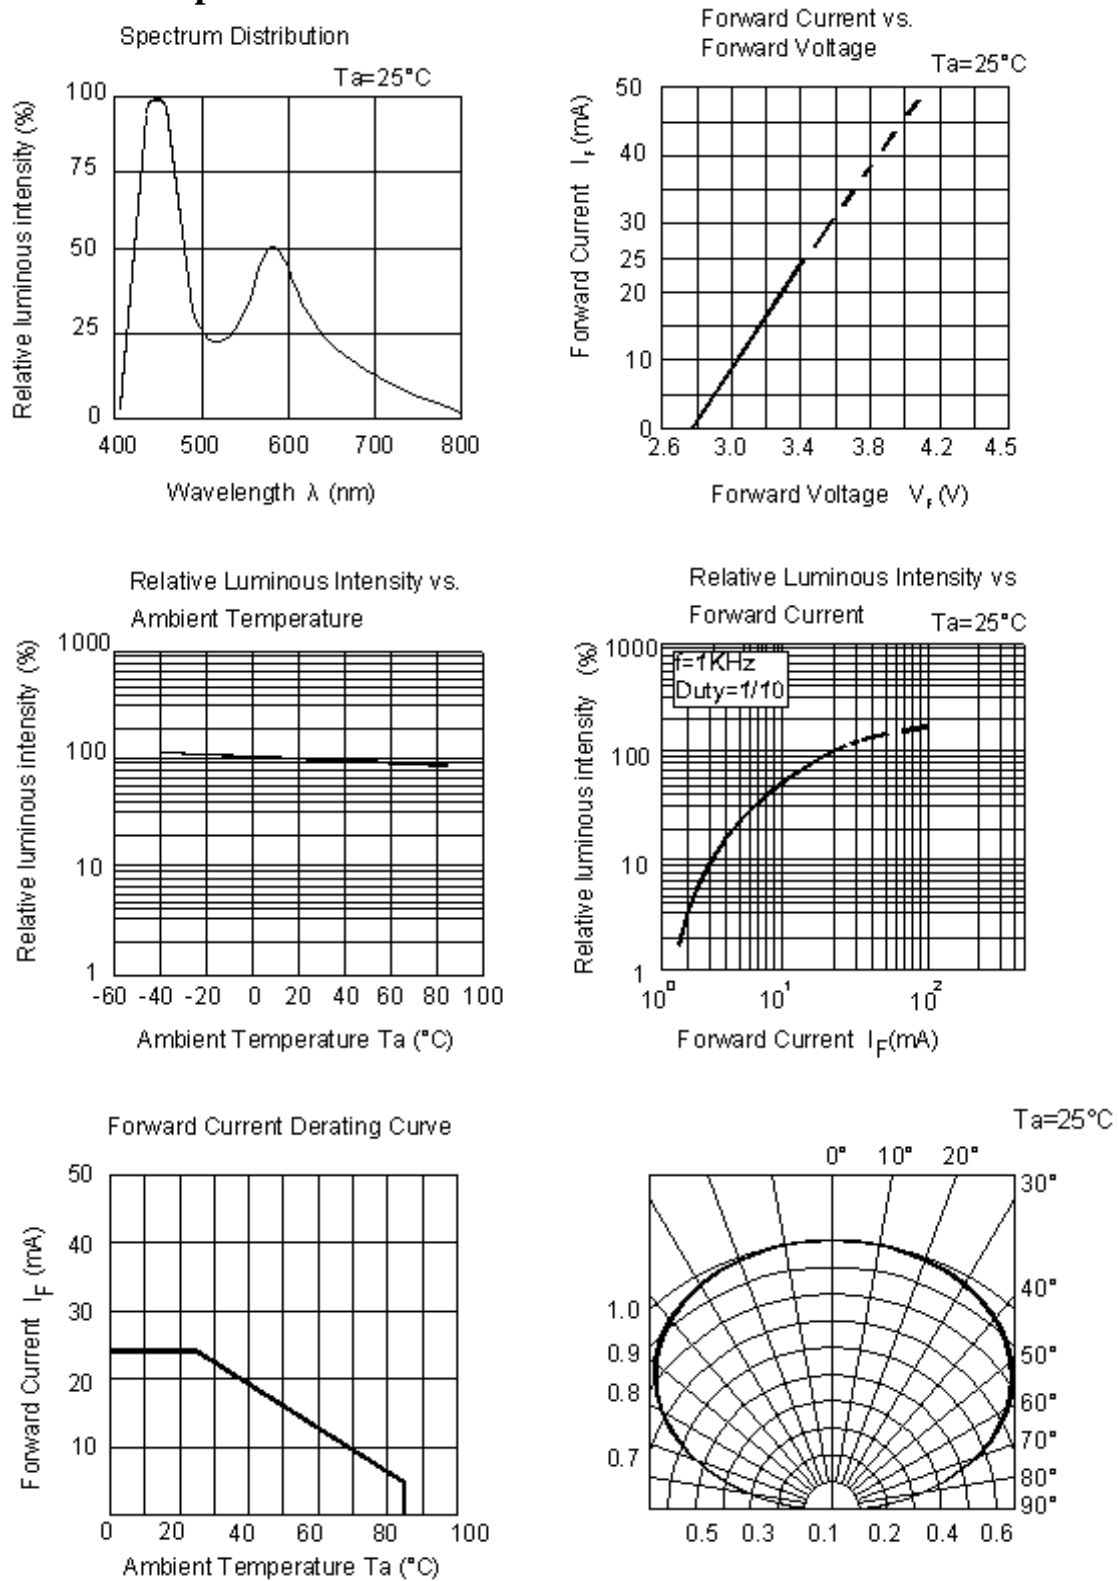 Spectrum Distribution
Ta=25°C
Relative luminous intensity (%)
100
75
50
25
0
400 500 600 700 800
Wavelength λ (nm)
Forward Current vs.
Forward Voltage
Ta=25°C
Forward Current I_F (mA)
50
40
30
25
20
10
0
2.6 3.0 3.4 3.8 4.2 4.5
Forward Voltage V_F (V)
Relative Luminous Intensity vs.
Ambient Temperature
Relative luminous intensity (%)
1000
100
10
1
-60 -40 -20 0 20 40 60 80 100
Ambient Temperature Ta (°C)
Relative Luminous Intensity vs
Forward Current
Ta=25°C
f=1KHz
Duty=1/10
Relative luminous intensity (%)
1000
100
10
1
10⁰ 10¹ 10²
Forward Current I_F(mA)
Forward Current Derating Curve
Forward Current I_F (mA)
50
40
30
20
10
0 20 40 60 80 100
Ambient Temperature Ta (°C)
Ta=25°C
0° 10° 20°
30°
40°
50°
60°
70°
80°
90°
1.0
0.9
0.8
0.7
0.5 0.3 0.1 0.2 0.4 0.6